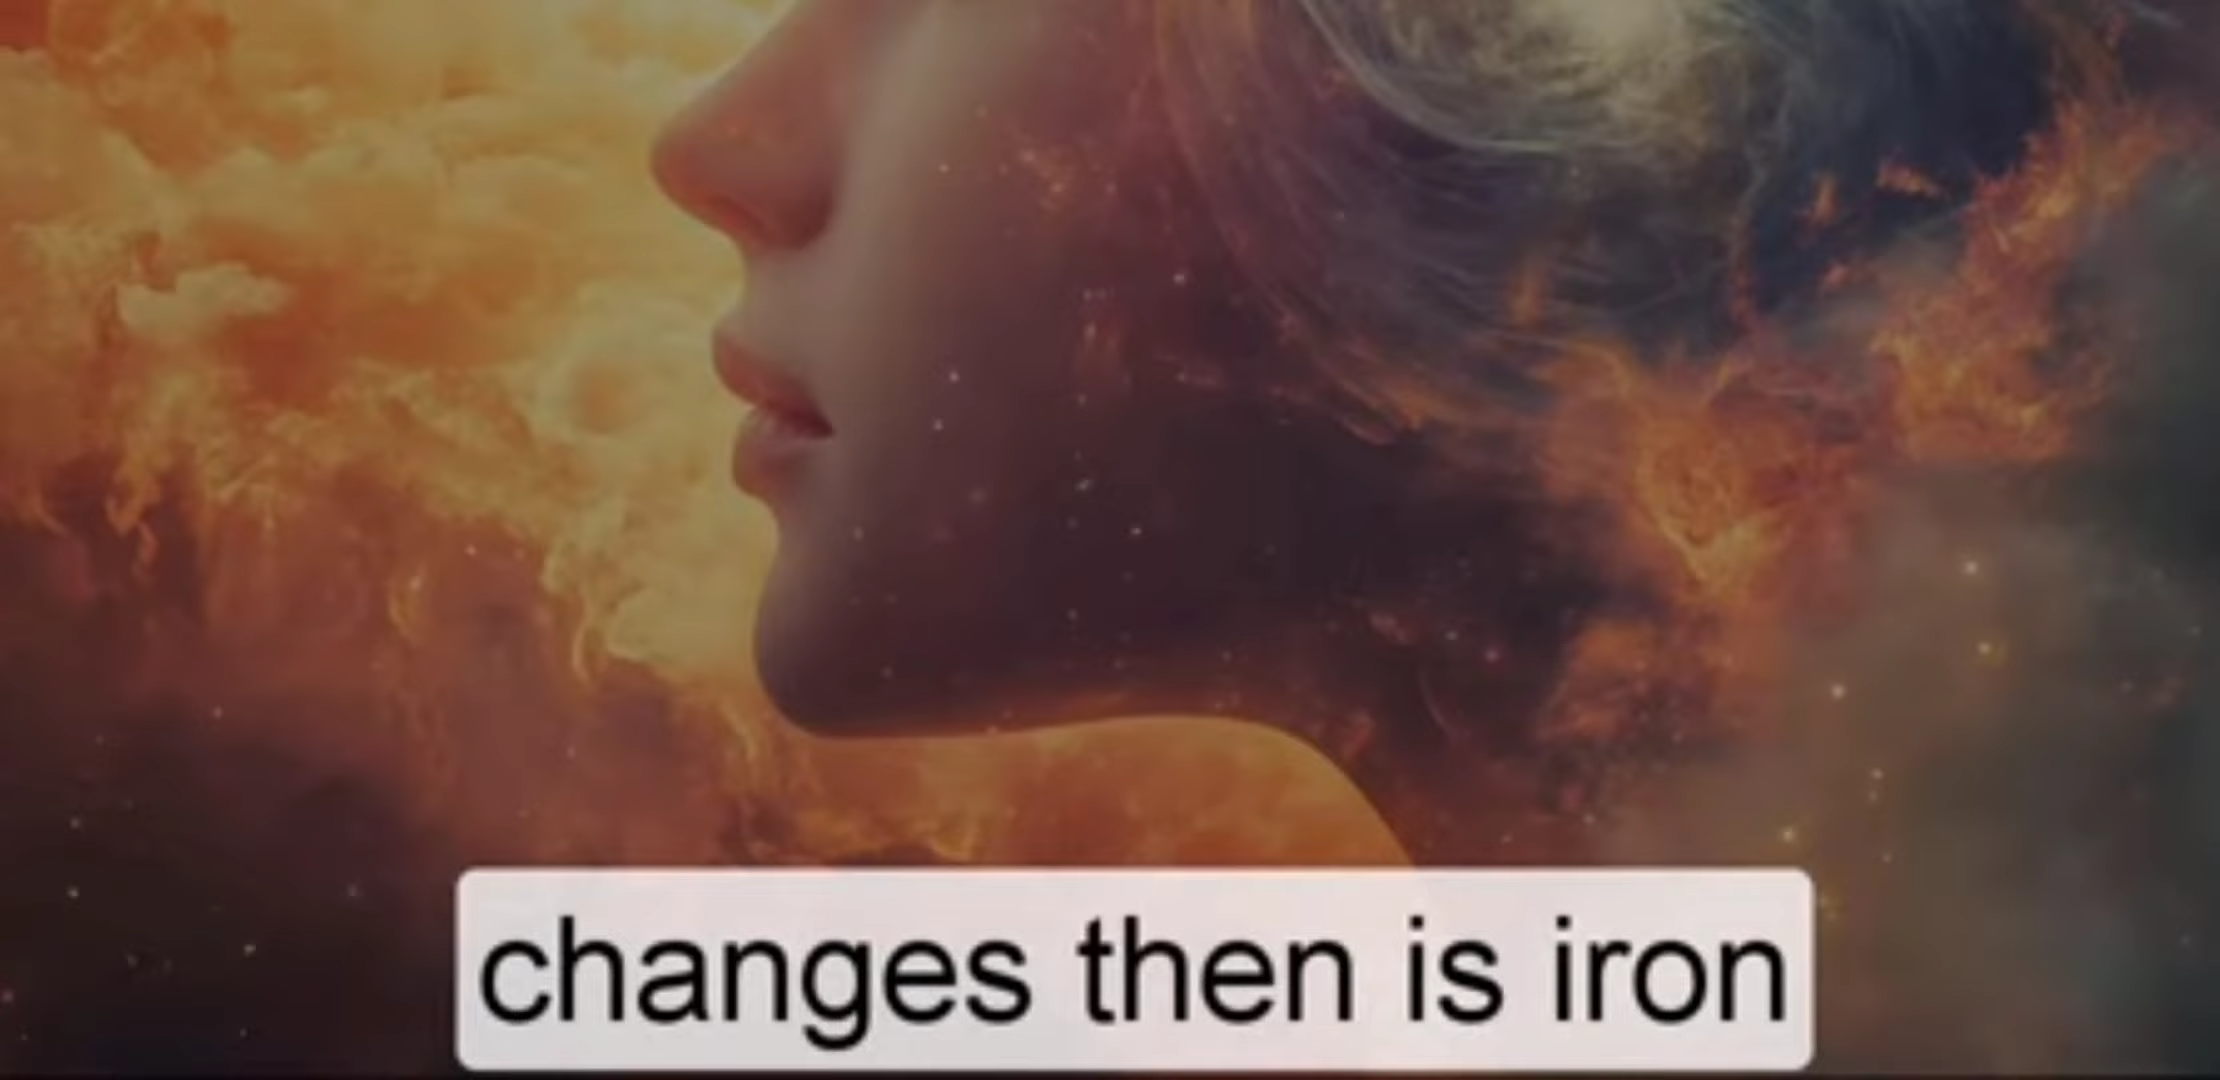 changes then is iron